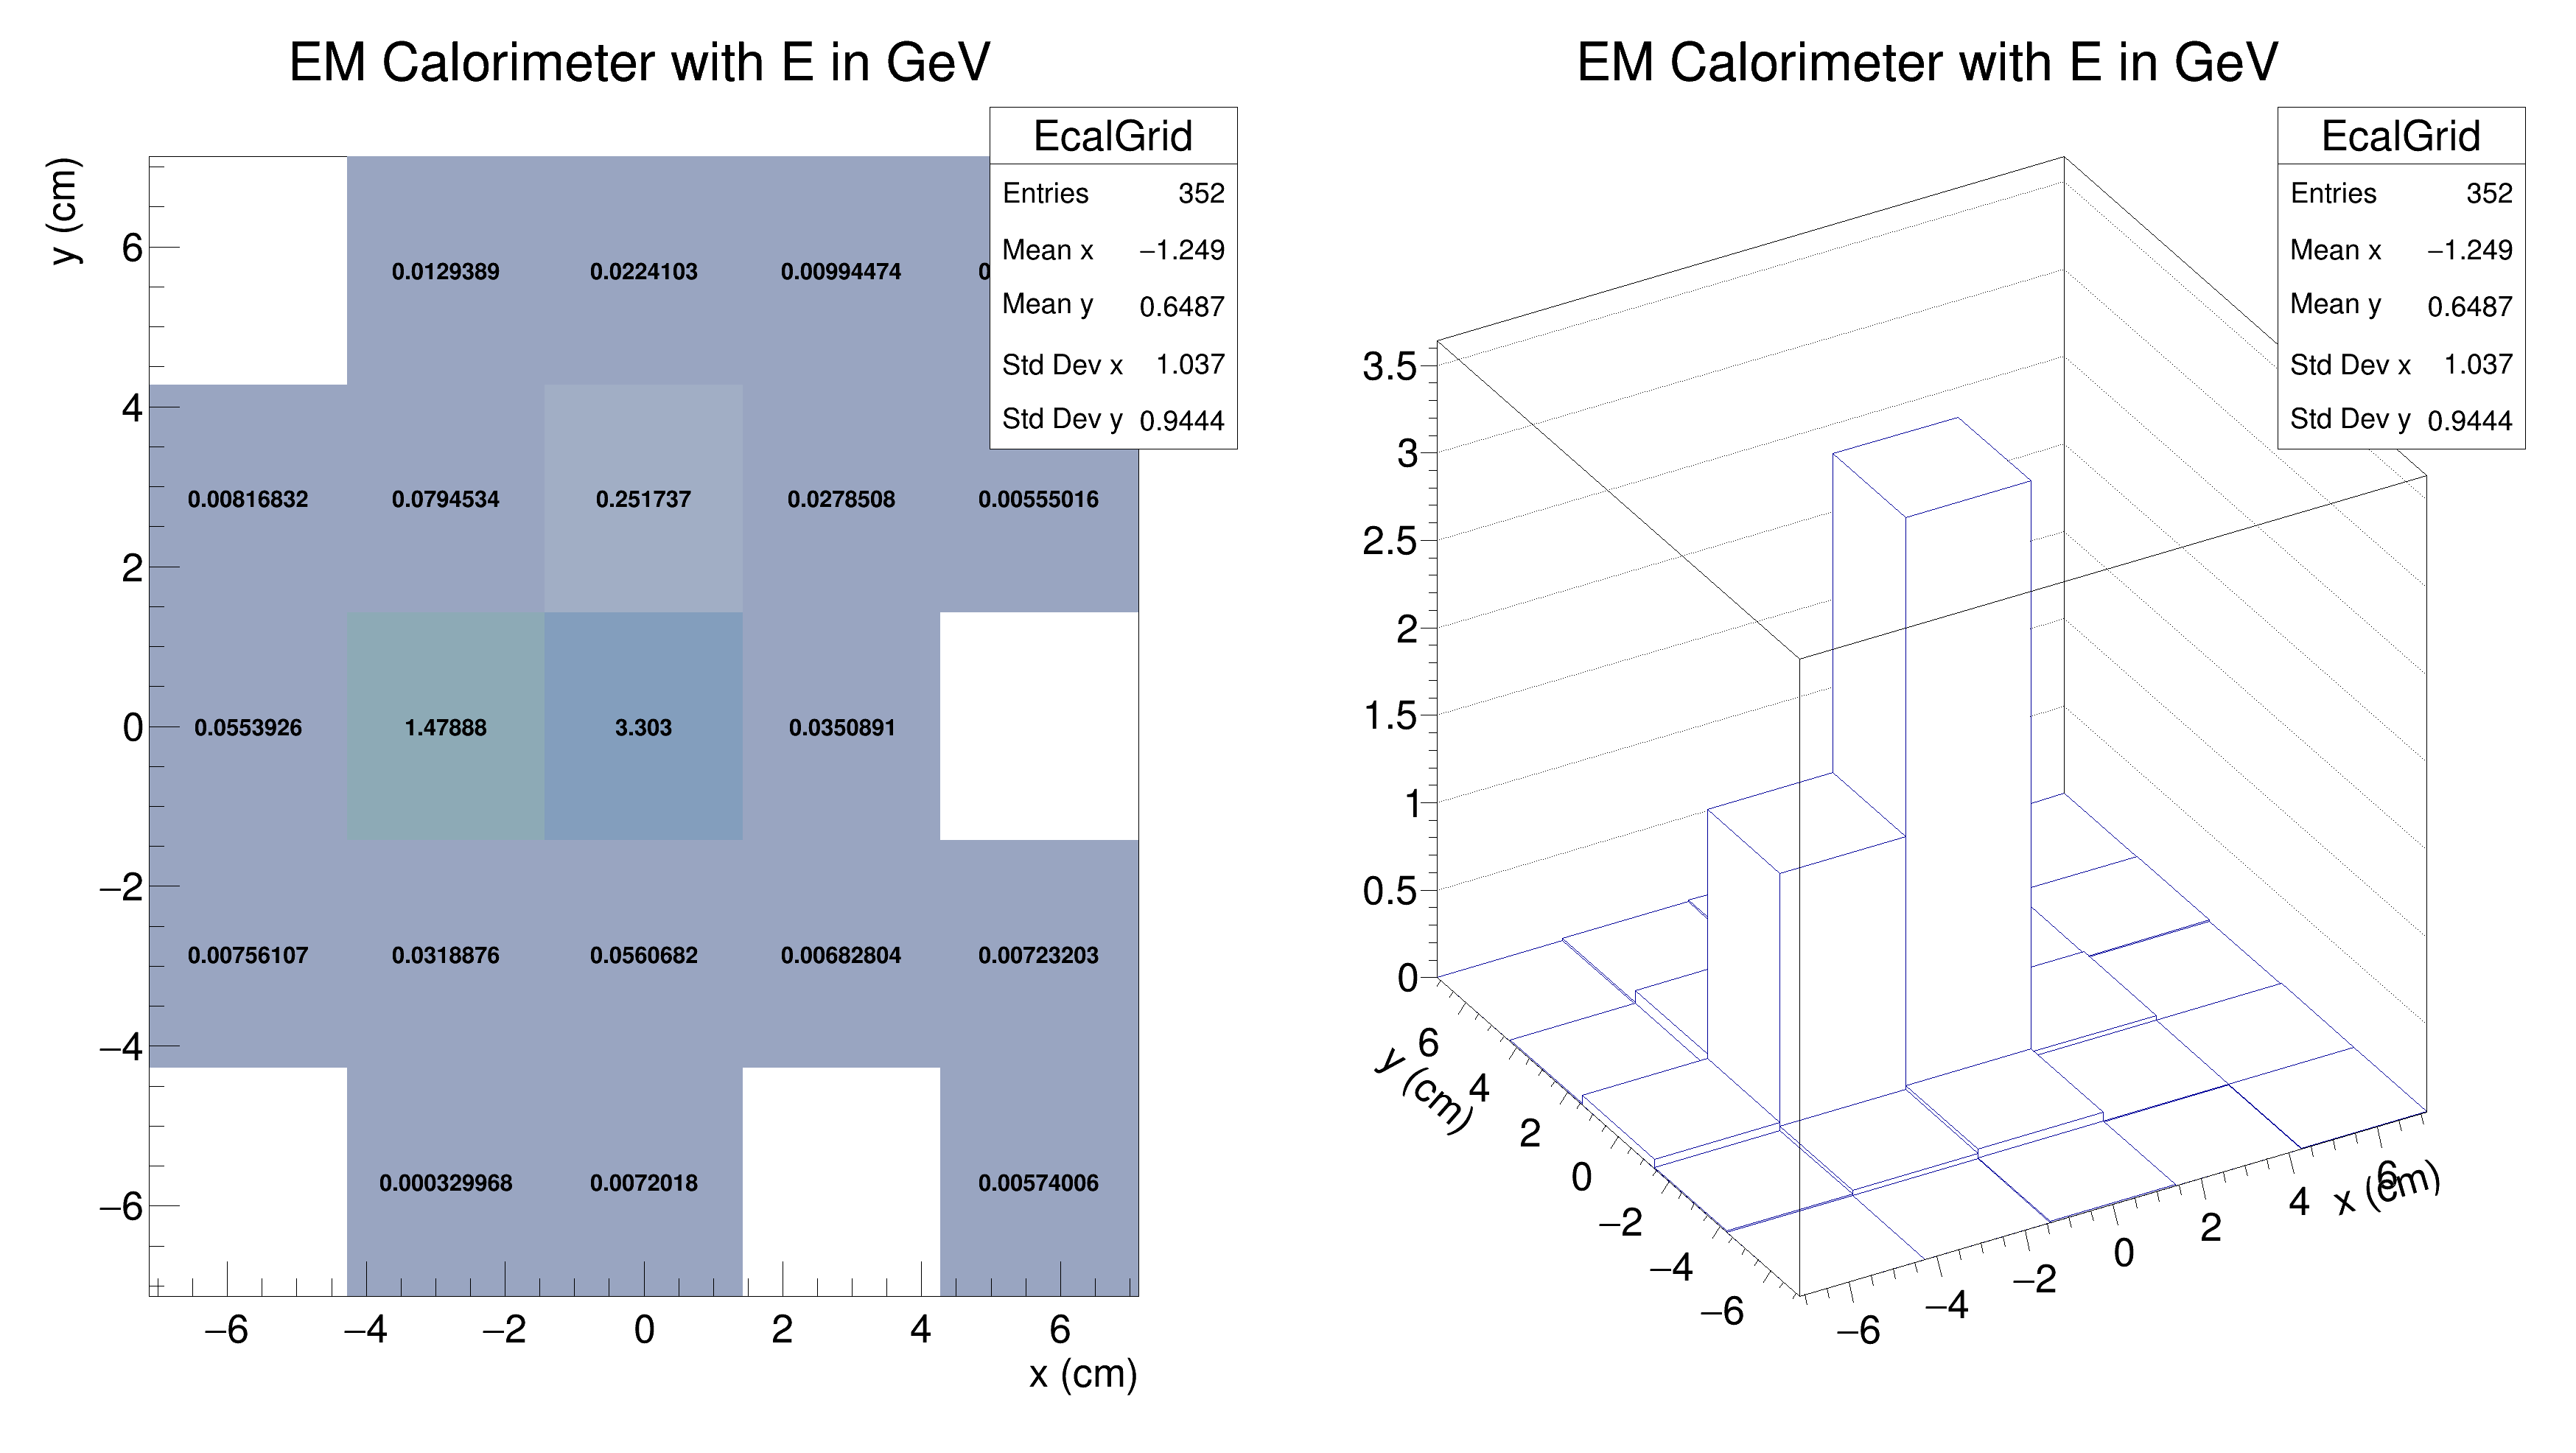 EM Calorimeter with E in GeV
EcalGrid
Entries 352
Mean x −1.249
Mean y 0.6487
Std Dev x 1.037
Std Dev y 0.9444
y (cm)
6
4
2
0
−2
−4
−6
0.0129389 0.0224103 0.00994474 0
0.00816832 0.0794534 0.251737 0.0278508 0.00555016
0.0553926 1.47888 3.303 0.0350891
0.00756107 0.0318876 0.0560682 0.00682804 0.00723203
0.000329968 0.0072018 0.00574006
−6 −4 −2 0 2 4 6
x (cm)
EM Calorimeter with E in GeV
EcalGrid
Entries 352
Mean x −1.249
Mean y 0.6487
Std Dev x 1.037
Std Dev y 0.9444
3.5
3
2.5
2
1.5
1
0.5
0
y (cm)
6
4
2
0
−2
−4
−6
−6 −4 −2 0 2 4 6
x (cm)